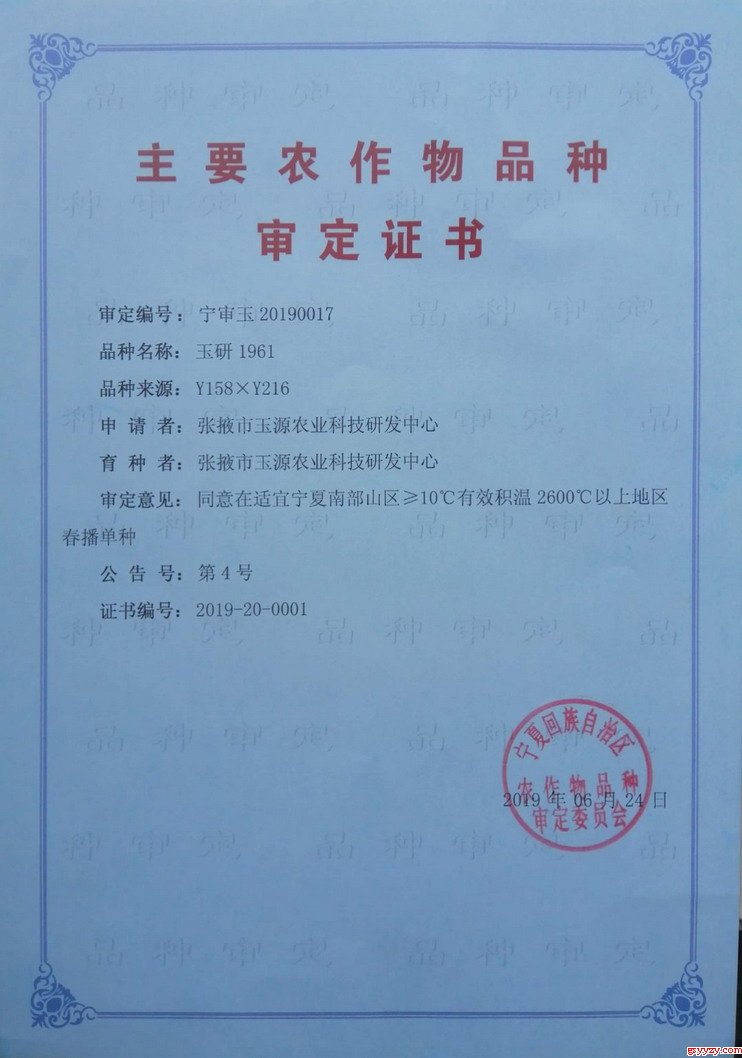 主要农作物品种
审定证书
审定编号：宁审玉 20190017
品种名称：玉研 1961
品种来源：Y158×Y216
申 请 者：张掖市玉源农业科技研发中心
育 种 者：张掖市玉源农业科技研发中心
审定意见：同意在适宜宁夏南部山区≥10℃有效积温 2600℃以上地区
春播单种
公 告 号：第 4 号
证书编号：2019-20-0001
宁夏回族自治区
农作物品种
2019 年 06 月 24 日
审定委员会
gsyyzy.com